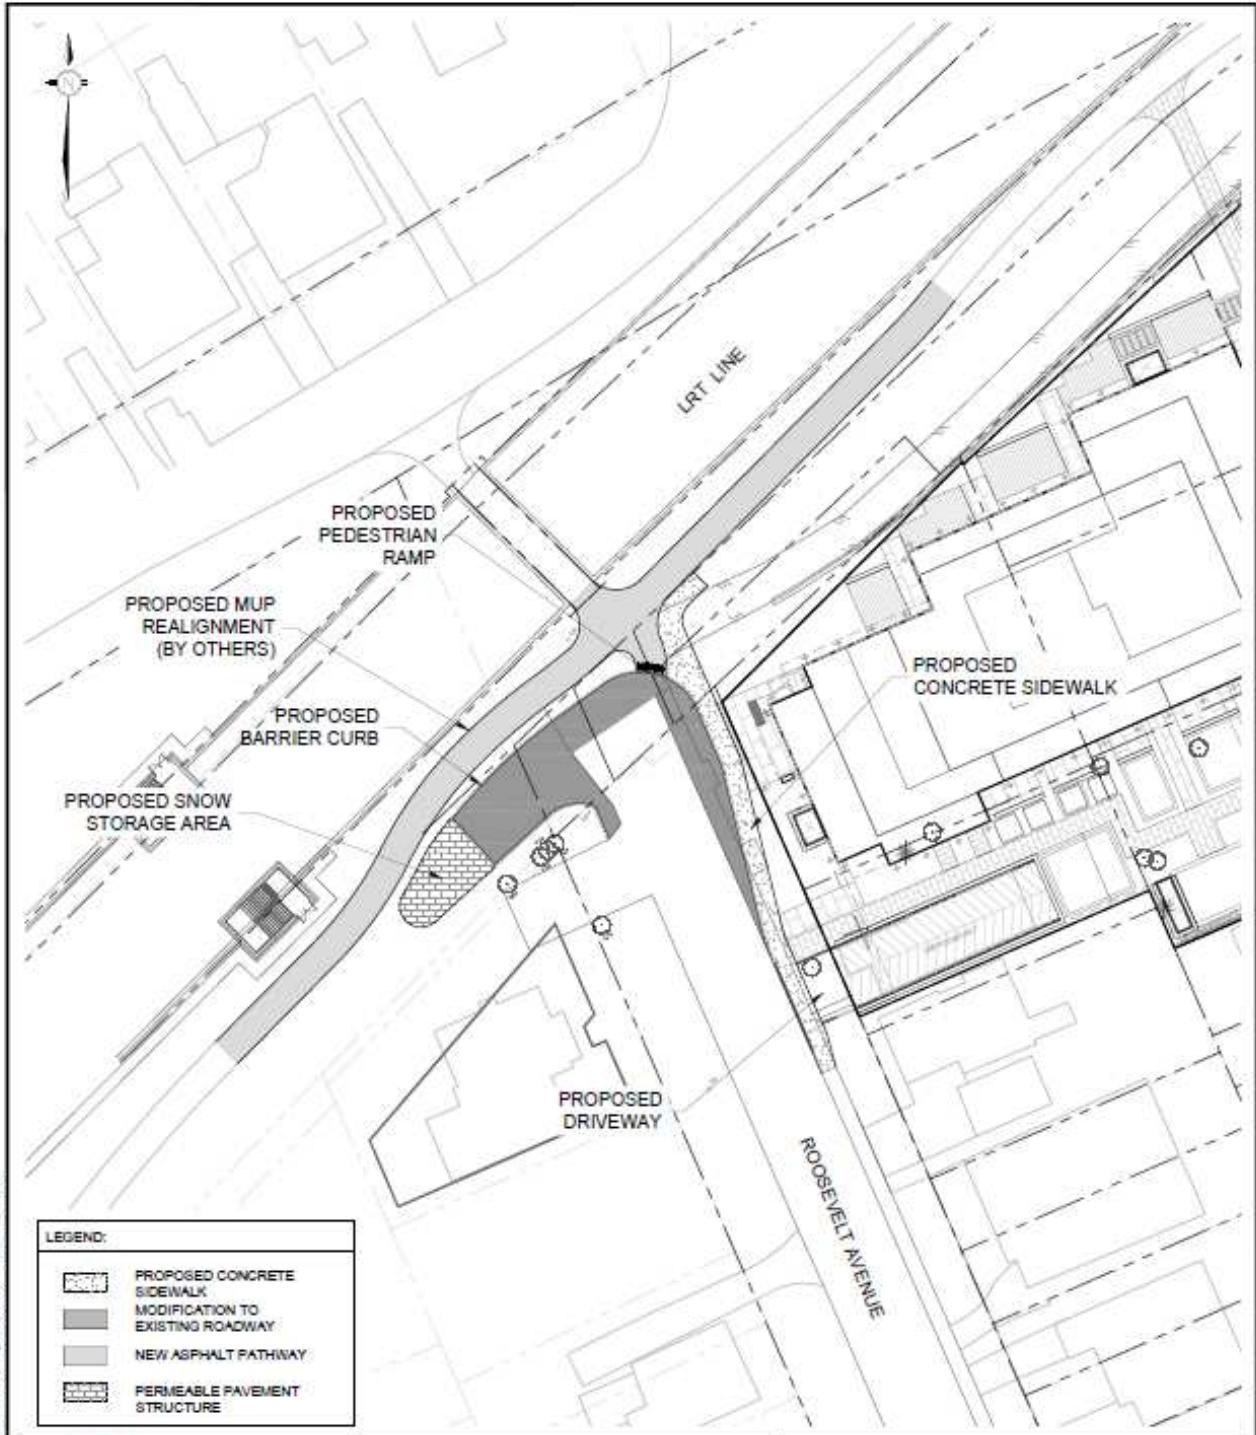 N
LRT LINE
PROPOSED
PEDESTRIAN
RAMP
PROPOSED MUP
REALIGNMENT
(BY OTHERS)
PROPOSED
CONCRETE SIDEWALK
PROPOSED
BARRIER CURB
PROPOSED SNOW
STORAGE AREA
PROPOSED
DRIVEWAY
ROOSEVELT AVENUE
LEGEND:
PROPOSED CONCRETE
SIDEWALK
MODIFICATION TO
EXISTING ROADWAY
NEW ASPHALT PATHWAY
PERMEABLE PAVEMENT
STRUCTURE